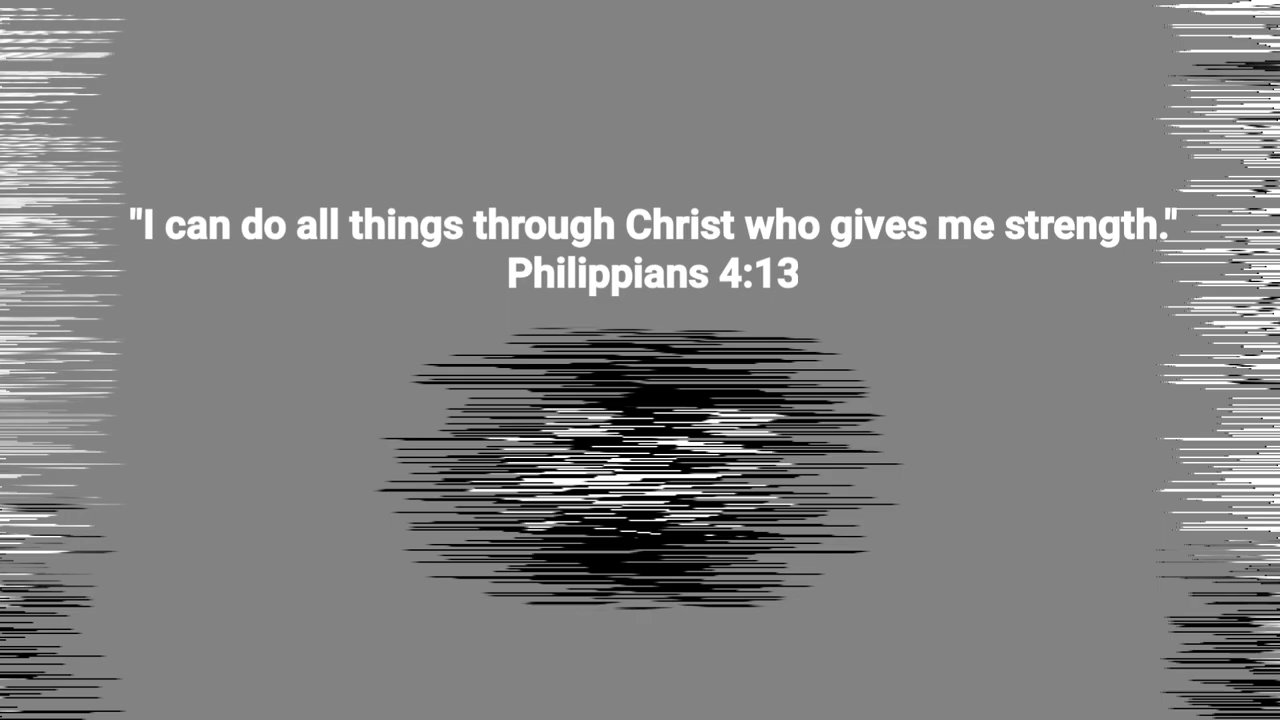 "I can do all things through Christ who gives me strength."
Philippians 4:13